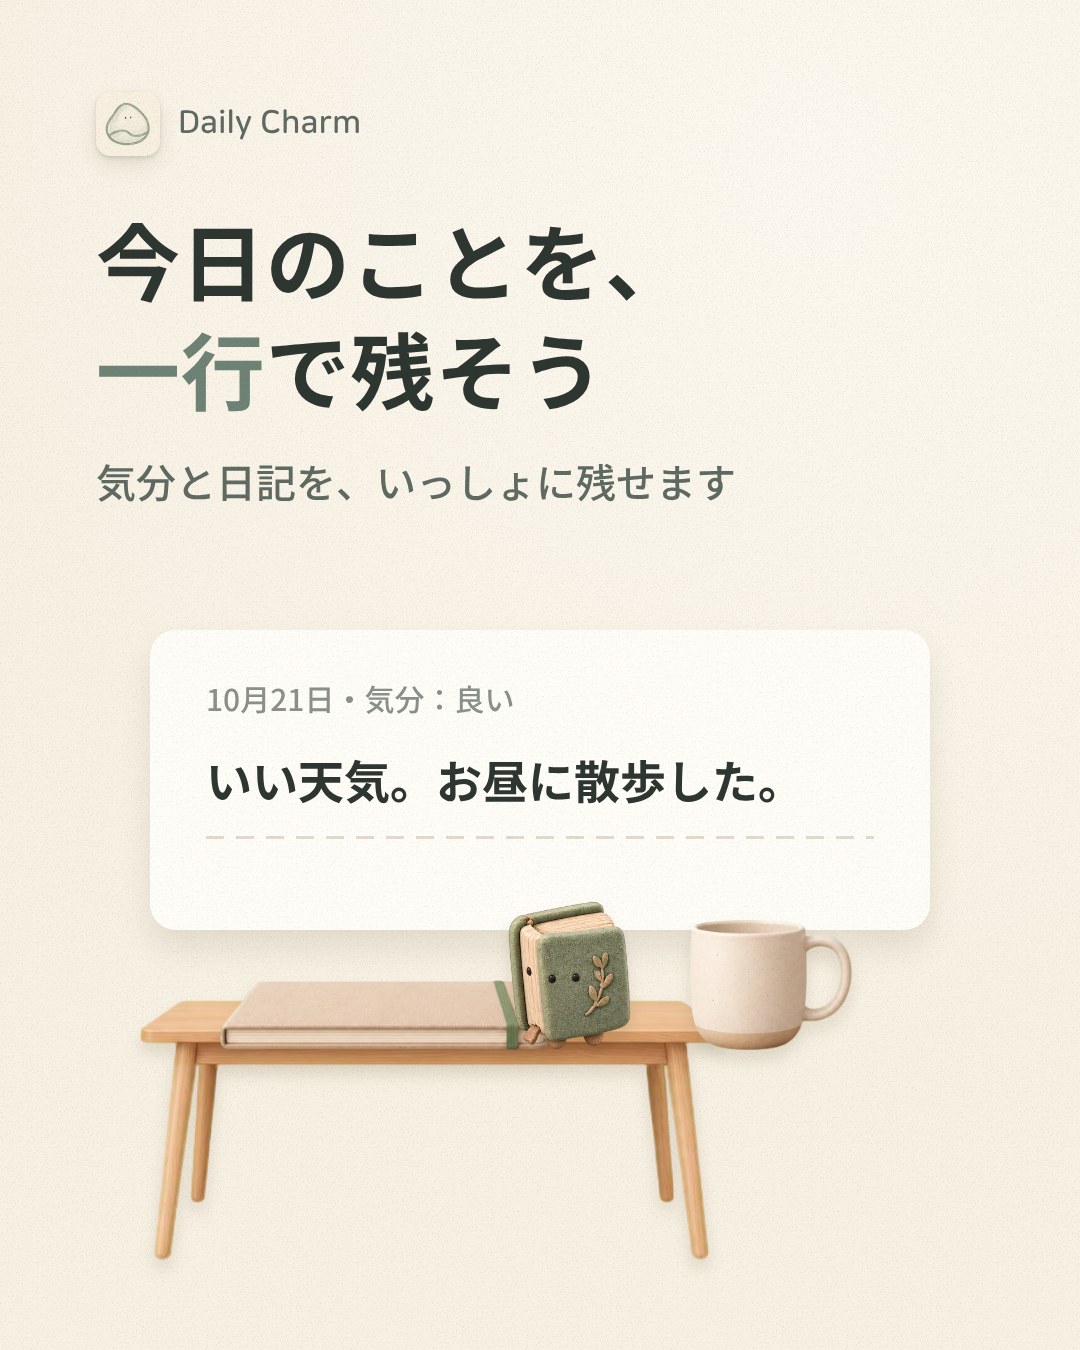 Daily Charm
今日のことを、
一行で残そう
気分と日記を、いっしょに残せます
10月21日・気分：良い
いい天気。お昼に散歩した。